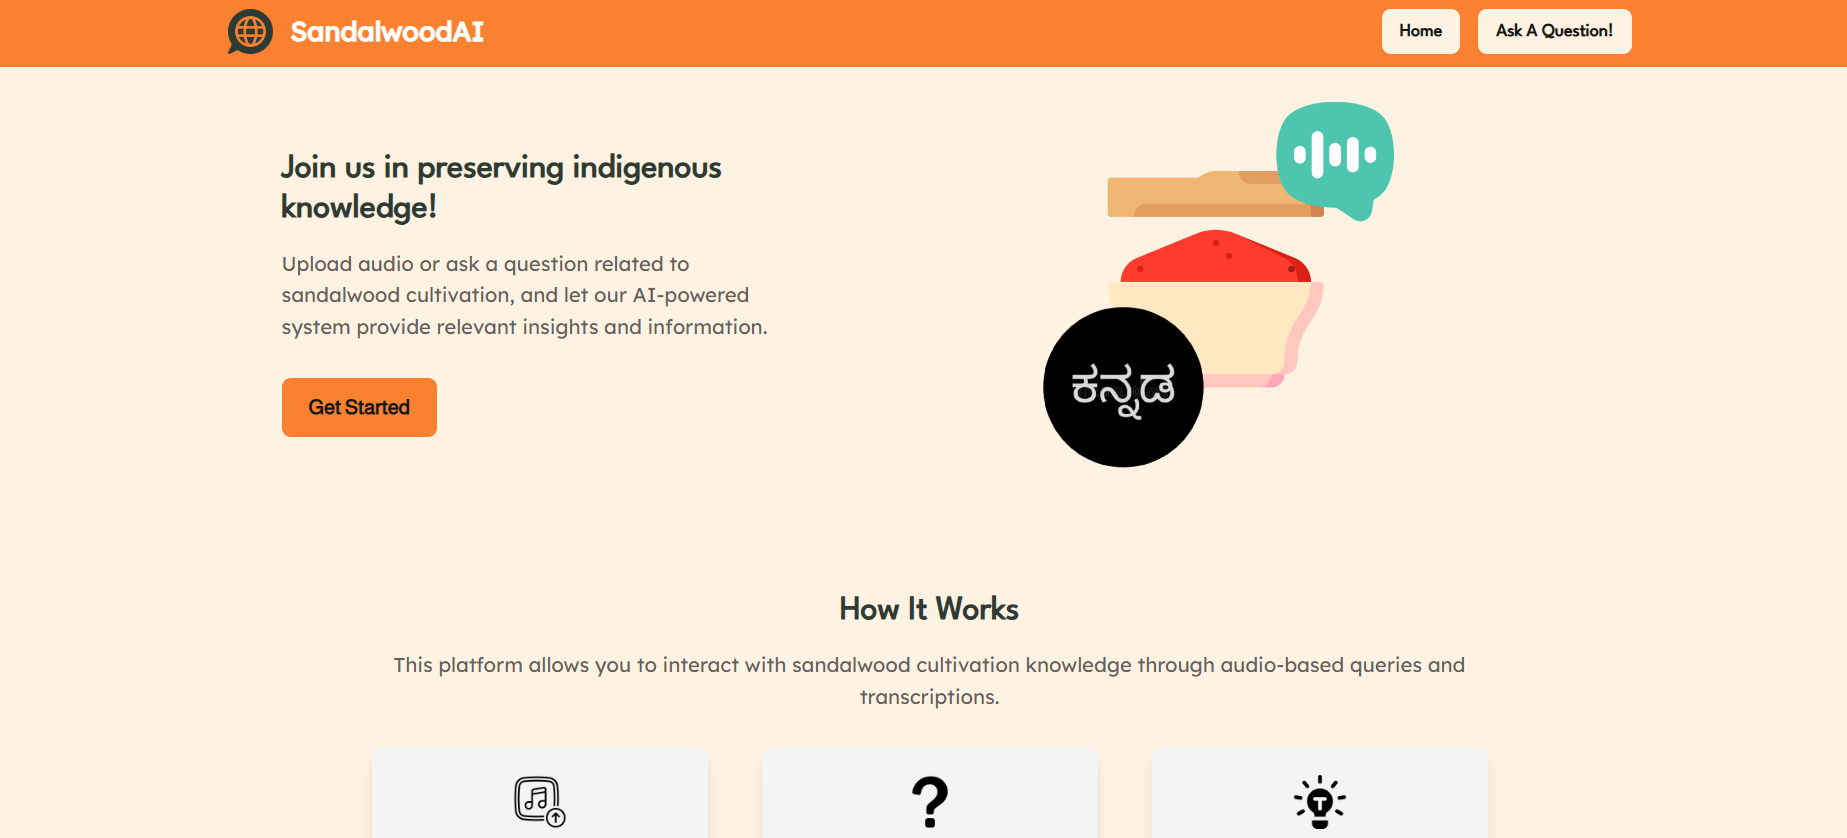 SandalwoodAI
Home
Ask A Question!
Join us in preserving indigenous
knowledge!
Upload audio or ask a question related to
sandalwood cultivation, and let our AI-powered
system provide relevant insights and information.
Get Started
ಕನ್ನಡ
How It Works
This platform allows you to interact with sandalwood cultivation knowledge through audio-based queries and
transcriptions.
?
T